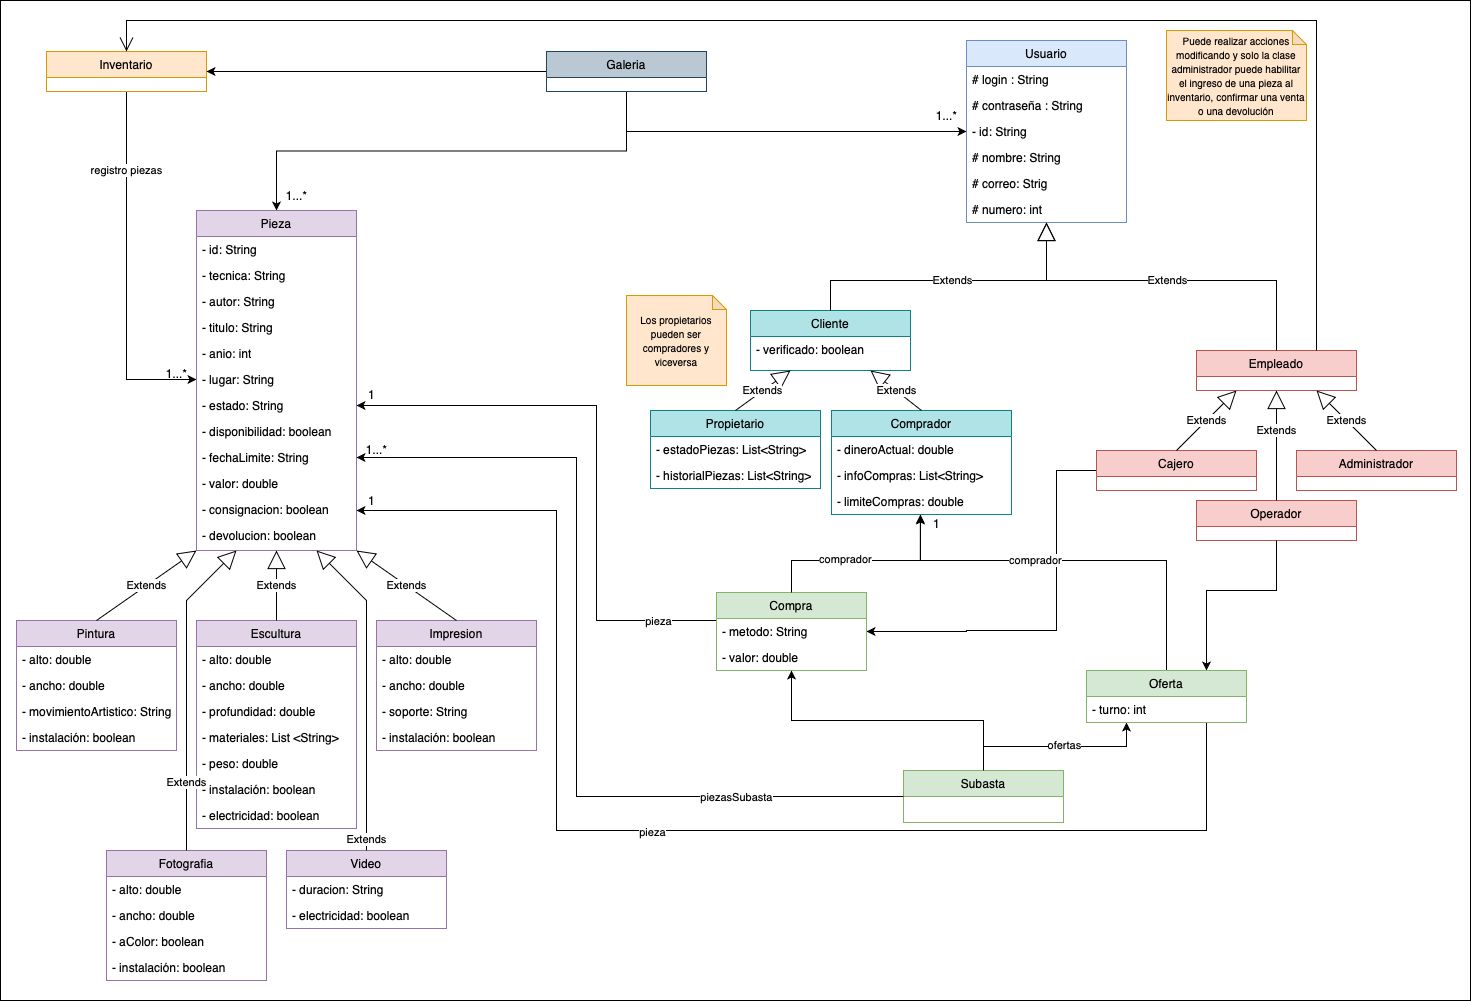 Inventario
Galeria
Usuario
# login : String
# contraseña : String
- id: String
# nombre: String
# correo: Strig
# numero: int
Puede realizar acciones
modificando y solo la clase
administrador puede habilitar
el ingreso de una pieza al
inventario, confirmar una venta
o una devolución
1...*
registro piezas
1...*
1...*
Pieza
- id: String
- tecnica: String
- autor: String
- titulo: String
- anio: int
- lugar: String
- estado: String
- disponibilidad: boolean
- fechaLimite: String
- valor: double
- consignacion: boolean
- devolucion: boolean
1
1...*
1
Extends
Extends
Los propietarios
pueden ser
compradores y
viceversa
Cliente
- verificado: boolean
Extends
Extends
Propietario
- estadoPiezas: List<String>
- historialPiezas: List<String>
Comprador
- dineroActual: double
- infoCompras: List<String>
- limiteCompras: double
1
Empleado
Extends
Extends
Extends
Cajero
Administrador
Operador
comprador
comprador
Extends
Extends
Extends
Pintura
- alto: double
- ancho: double
- movimientoArtistico: String
- instalación: boolean
Escultura
- alto: double
- ancho: double
- profundidad: double
- materiales: List <String>
- peso: double
- instalación: boolean
- electricidad: boolean
Impresion
- alto: double
- ancho: double
- soporte: String
- instalación: boolean
pieza
Compra
- metodo: String
- valor: double
Oferta
- turno: int
ofertas
Subasta
piezasSubasta
pieza
Extends
Extends
Fotografia
- alto: double
- ancho: double
- aColor: boolean
- instalación: boolean
Video
- duracion: String
- electricidad: boolean